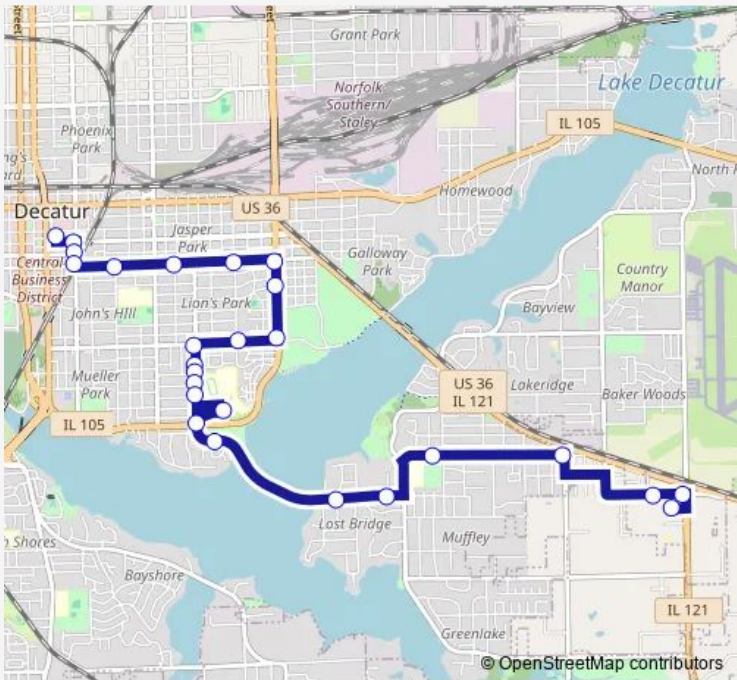 Street
Street
Grant Park
Lake Decatur
Norfolk
Southern/
Staley
IL 105
Phoenix
Park
Homewood
US 36
Decatur
Jasper
Park
Galloway
Park
Central
Business
District
Country
Manor
Lion's Park
John's HIll
Bayview
Mueller
Park
US 36
IL 121
Lakeridge
Baker Woods
IL 105
Lost Bridge
Muffley
Bayshore
IL 121
Greenlake
© OpenStreetMap contributors